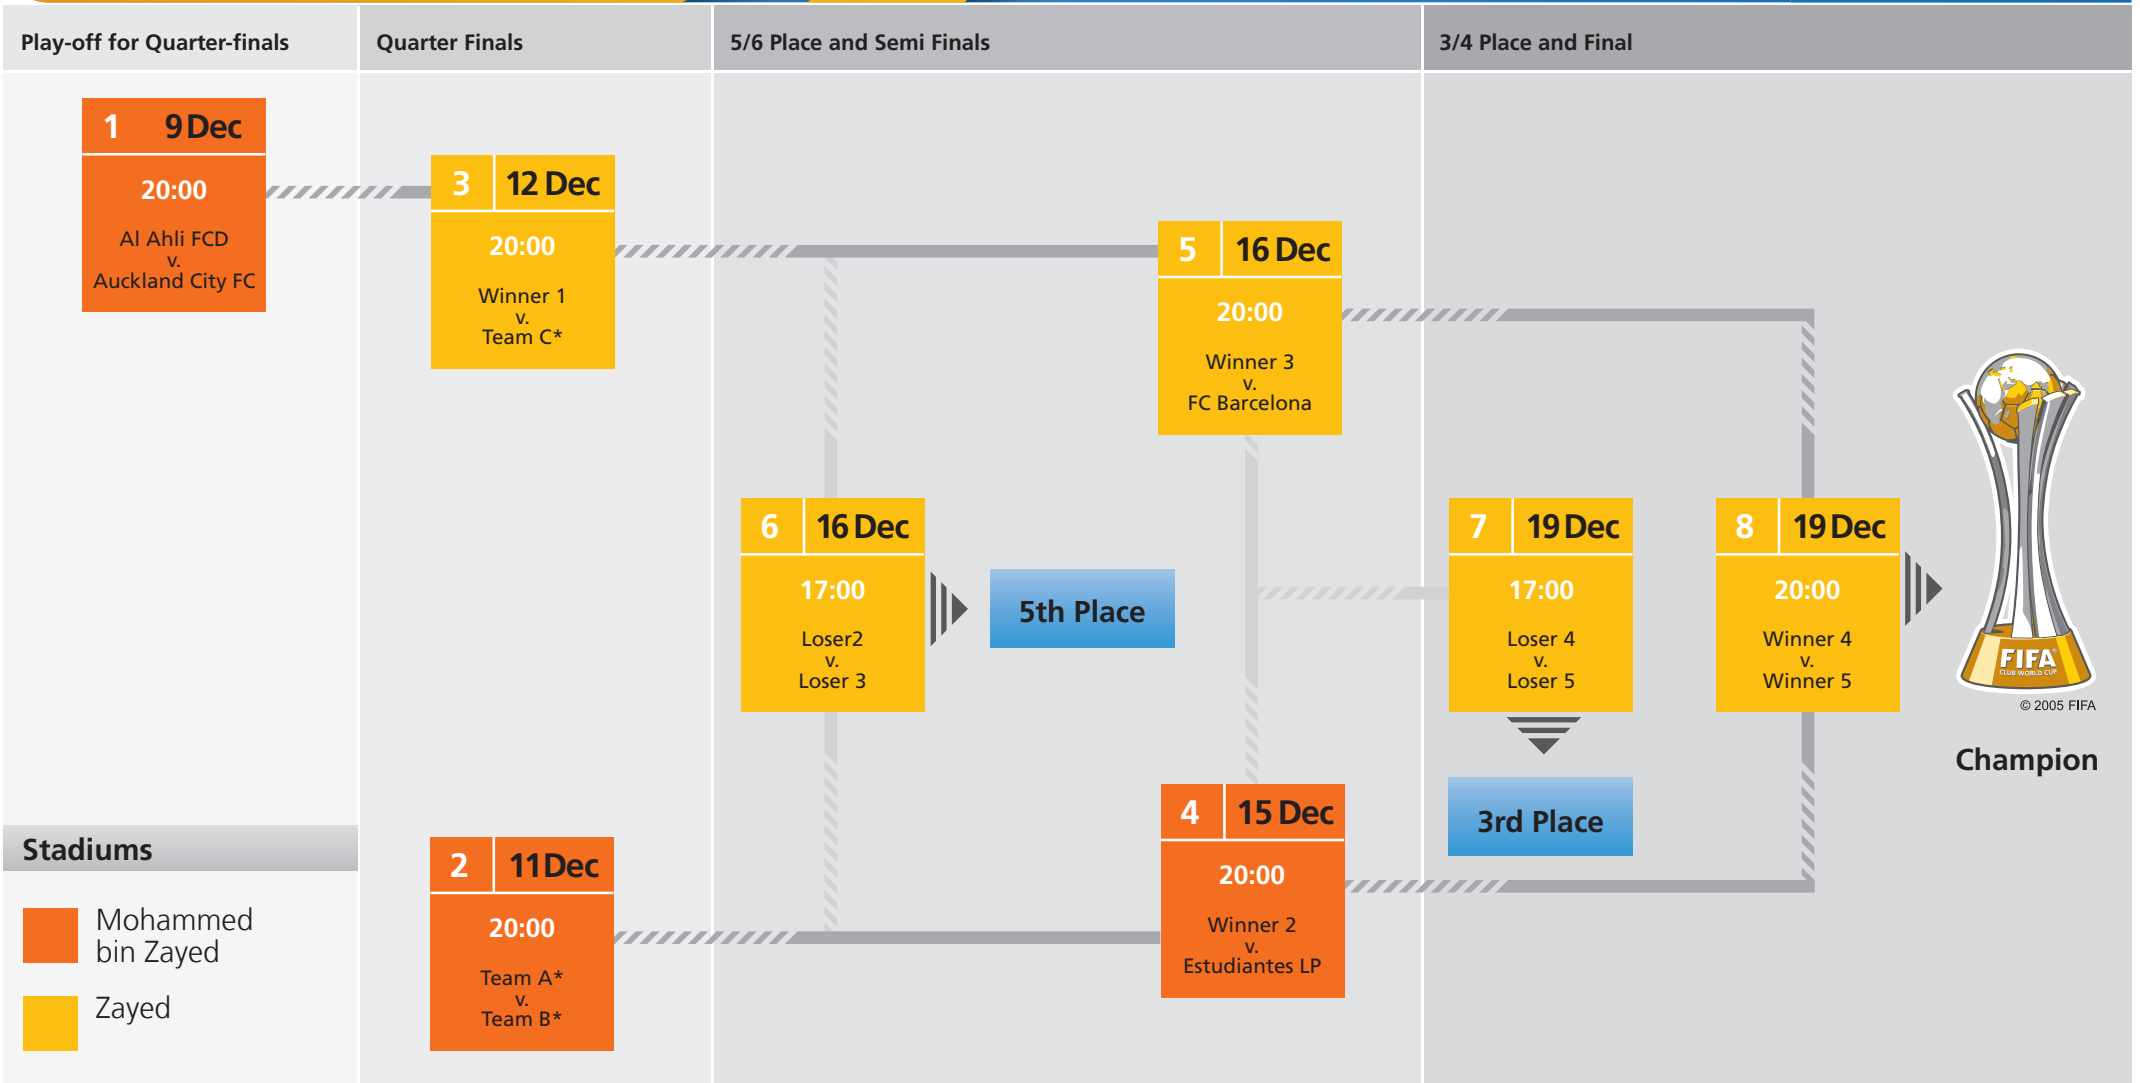 Play-off for Quarter-finals
Quarter Finals
5/6 Place and Semi Finals
3/4 Place and Final
1 9 Dec
20:00
Al Ahli FCD
v.
Auckland City FC
3 12 Dec
20:00
Winner 1
v.
Team C*
5 16 Dec
20:00
Winner 3
v.
FC Barcelona
6 16 Dec
17:00
Loser2
v.
Loser 3
5th Place
7 19 Dec
17:00
Loser 4
v.
Loser 5
3rd Place
8 19 Dec
20:00
Winner 4
v.
Winner 5
FIFA®
CLUB WORLD CUP
© 2005 FIFA
Champion
4 15 Dec
20:00
Winner 2
v.
Estudiantes LP
2 11 Dec
20:00
Team A*
v.
Team B*
Stadiums
Mohammed
bin Zayed
Zayed